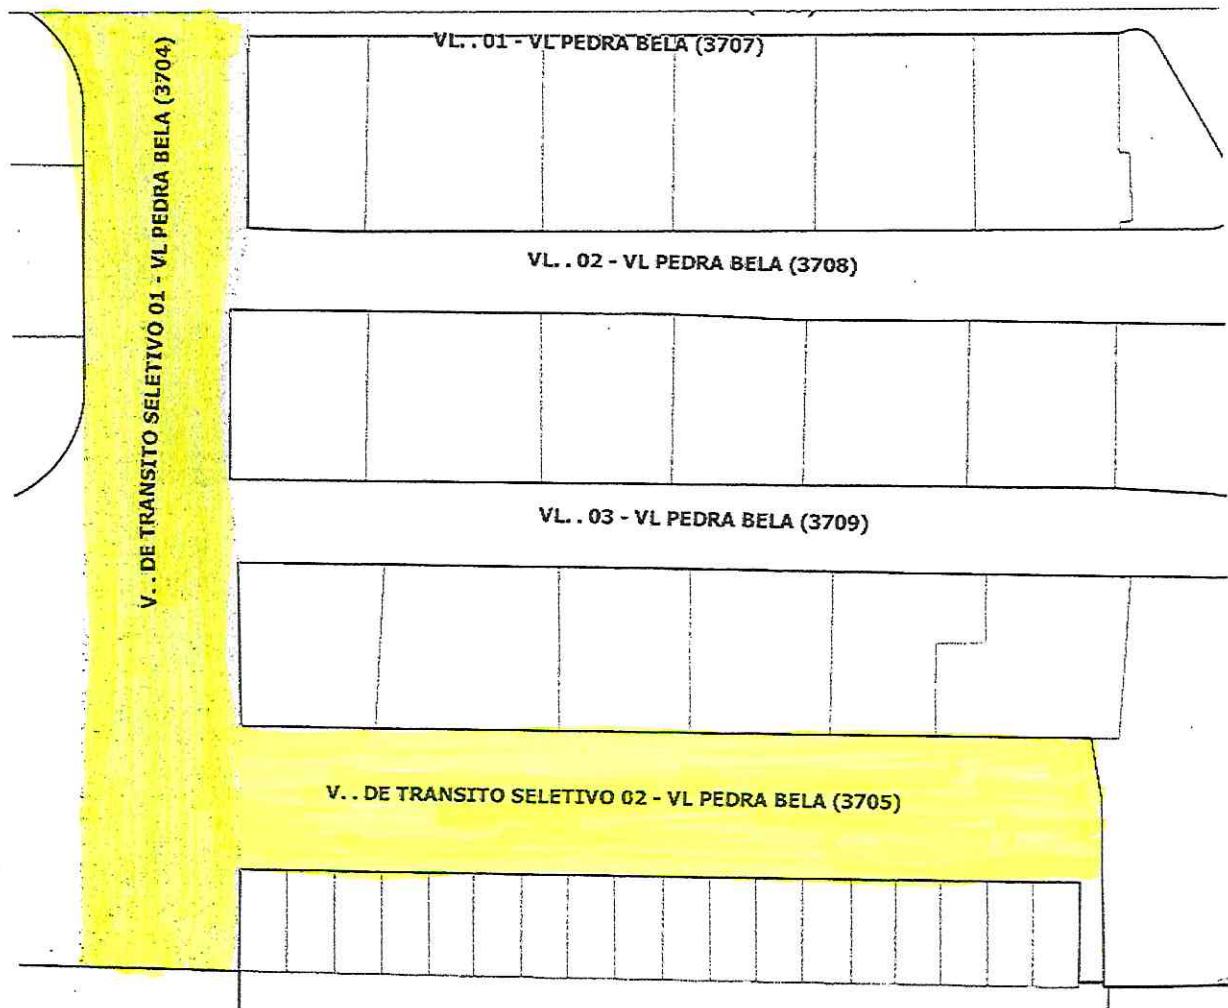 VL. . 01 - VL PEDRA BELA (3707)
V. . DE TRANSITO SELETIVO 01 - VL PEDRA BELA (3704)
VL. . 02 - VL PEDRA BELA (3708)
VL. . 03 - VL PEDRA BELA (3709)
V. . DE TRANSITO SELETIVO 02 - VL PEDRA BELA (3705)